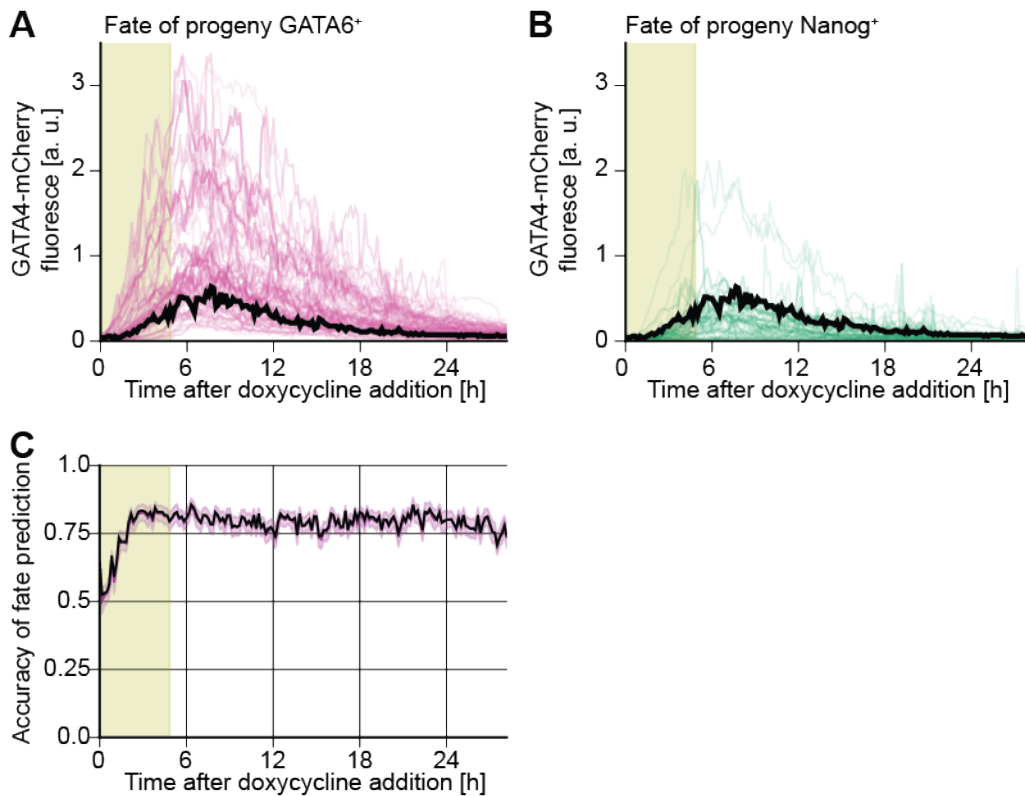 A
Fate of progeny GATA6⁺
GATA4-mCherry
fluoresce [a. u.]
3
2
1
0
0
6
12
18
24
Time after doxycycline addition [h]
B
Fate of progeny Nanog⁺
GATA4-mCherry
fluoresce [a. u.]
3
2
1
0
0
6
12
18
24
Time after doxycycline addition [h]
C
Accuracy of fate prediction
1.0
0.75
0.5
0.25
0.0
0
6
12
18
24
Time after doxycycline addition [h]